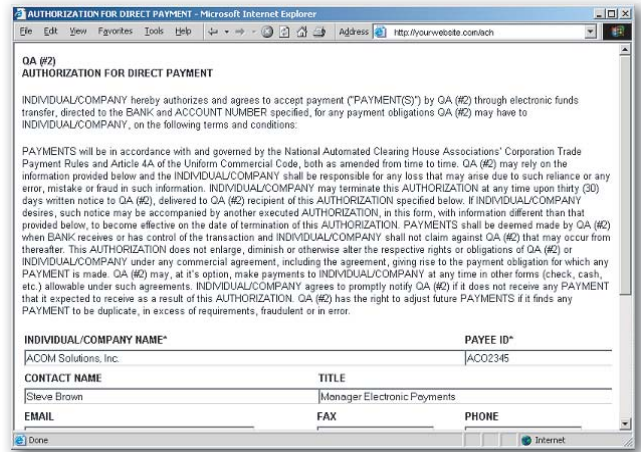 AUTHORIZATION FOR DIRECT PAYMENT - Microsoft Internet Explorer
File Edit View Favorites Tools Help Address http://yourwebsite.com/ach
QA (#2)
AUTHORIZATION FOR DIRECT PAYMENT
INDIVIDUAL/COMPANY hereby authorizes and agrees to accept payment ("PAYMENT(S)") by QA (#2) through electronic funds
transfer, directed to the BANK and ACCOUNT NUMBER specified, for any payment obligations QA (#2) may have to
INDIVIDUAL/COMPANY, on the following terms and conditions:
PAYMENTS will be in accordance with and governed by the National Automated Clearing House Associations' Corporation Trade
Payment Rules and Article 4A of the Uniform Commercial Code, both as amended from time to time. QA (#2) may rely on the
information provided below and the INDIVIDUAL/COMPANY shall be responsible for any loss that may arise due to such reliance or any
error, mistake or fraud in such information. INDIVIDUAL/COMPANY may terminate this AUTHORIZATION at any time upon thirty (30)
days written notice to QA (#2), delivered to QA (#2) recipient of this AUTHORIZATION specified below. If INDIVIDUAL/COMPANY
desires, such notice may be accompanied by another executed AUTHORIZATION, in this form, with information different than that
provided below, to become effective on the date of termination of this AUTHORIZATION. PAYMENTS shall be deemed made by QA (#2)
when BANK receives or has control of the transaction and INDIVIDUAL/COMPANY shall not claim against QA (#2) that may occur from
thereafter. This AUTHORIZATION does not enlarge, diminish or otherwise alter the respective rights or obligations of QA (#2) or
INDIVIDUAL/COMPANY under any commercial agreement, including the agreement, giving rise to the payment obligation for which any
PAYMENT is made. QA (#2) may, at it's option, make payments to INDIVIDUAL/COMPANY at any time in other forms (check, cash,
etc.) allowable under such agreements. INDIVIDUAL/COMPANY agrees to promptly notify QA (#2) if it does not receive any PAYMENT
that it expected to receive as a result of this AUTHORIZATION. QA (#2) has the right to adjust future PAYMENTS if it finds any
PAYMENT to be duplicate, in excess of requirements, fraudulent or in error.
INDIVIDUAL/COMPANY NAME* PAYEE ID*
ACOM Solutions, Inc. ACO2345
CONTACT NAME TITLE
Steve Brown Manager Electronic Payments
EMAIL FAX PHONE
Done Internet